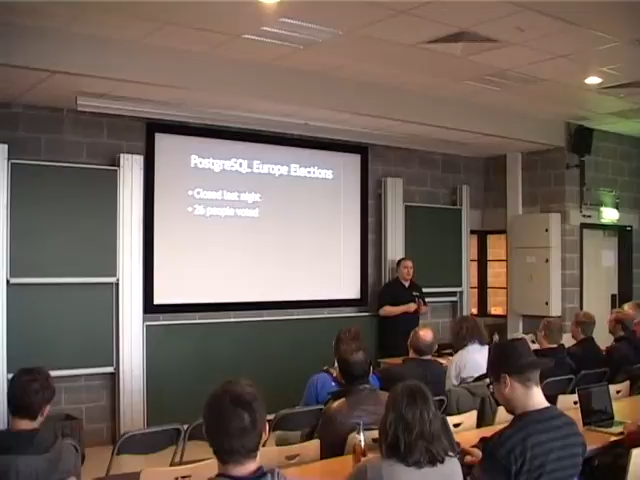 PostgreSQL Europe Elections
• Closed last night
• 26 people voted